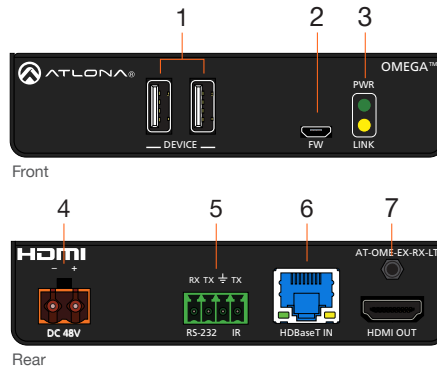 1
2
3
ATLONA®
OMEGA™
PWR
DEVICE
FW
LINK
Front
4
5
6
7
HDMI
AT-OME-EX-RX-LT
− +
RX TX ⏚ TX
DC 48V
RS-232 IR
HDBaseT IN
HDMI OUT
Rear